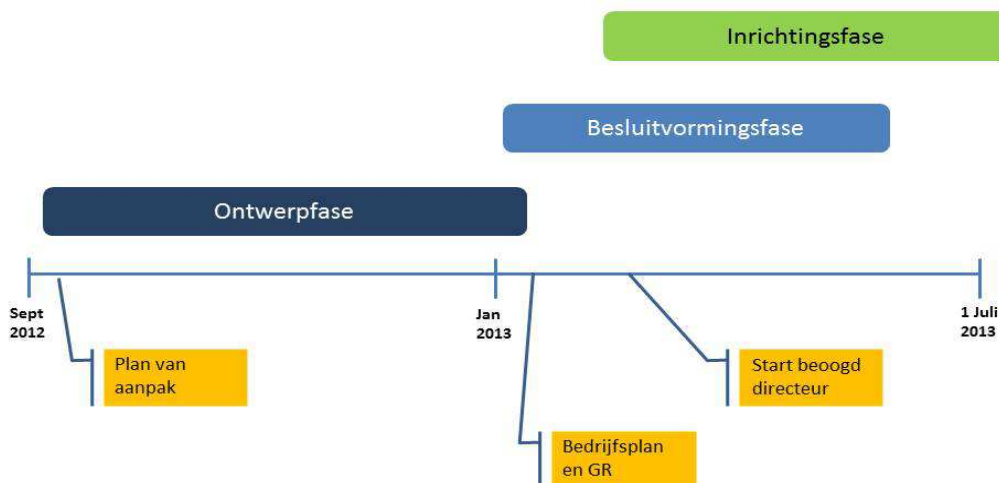 Inrichtingsfase
Besluitvormingsfase
Ontwerpfase
Sept
2012
Jan
2013
1 Juli
2013
Plan van
aanpak
Start beoogd
directeur
Bedrijfsplan
en GR